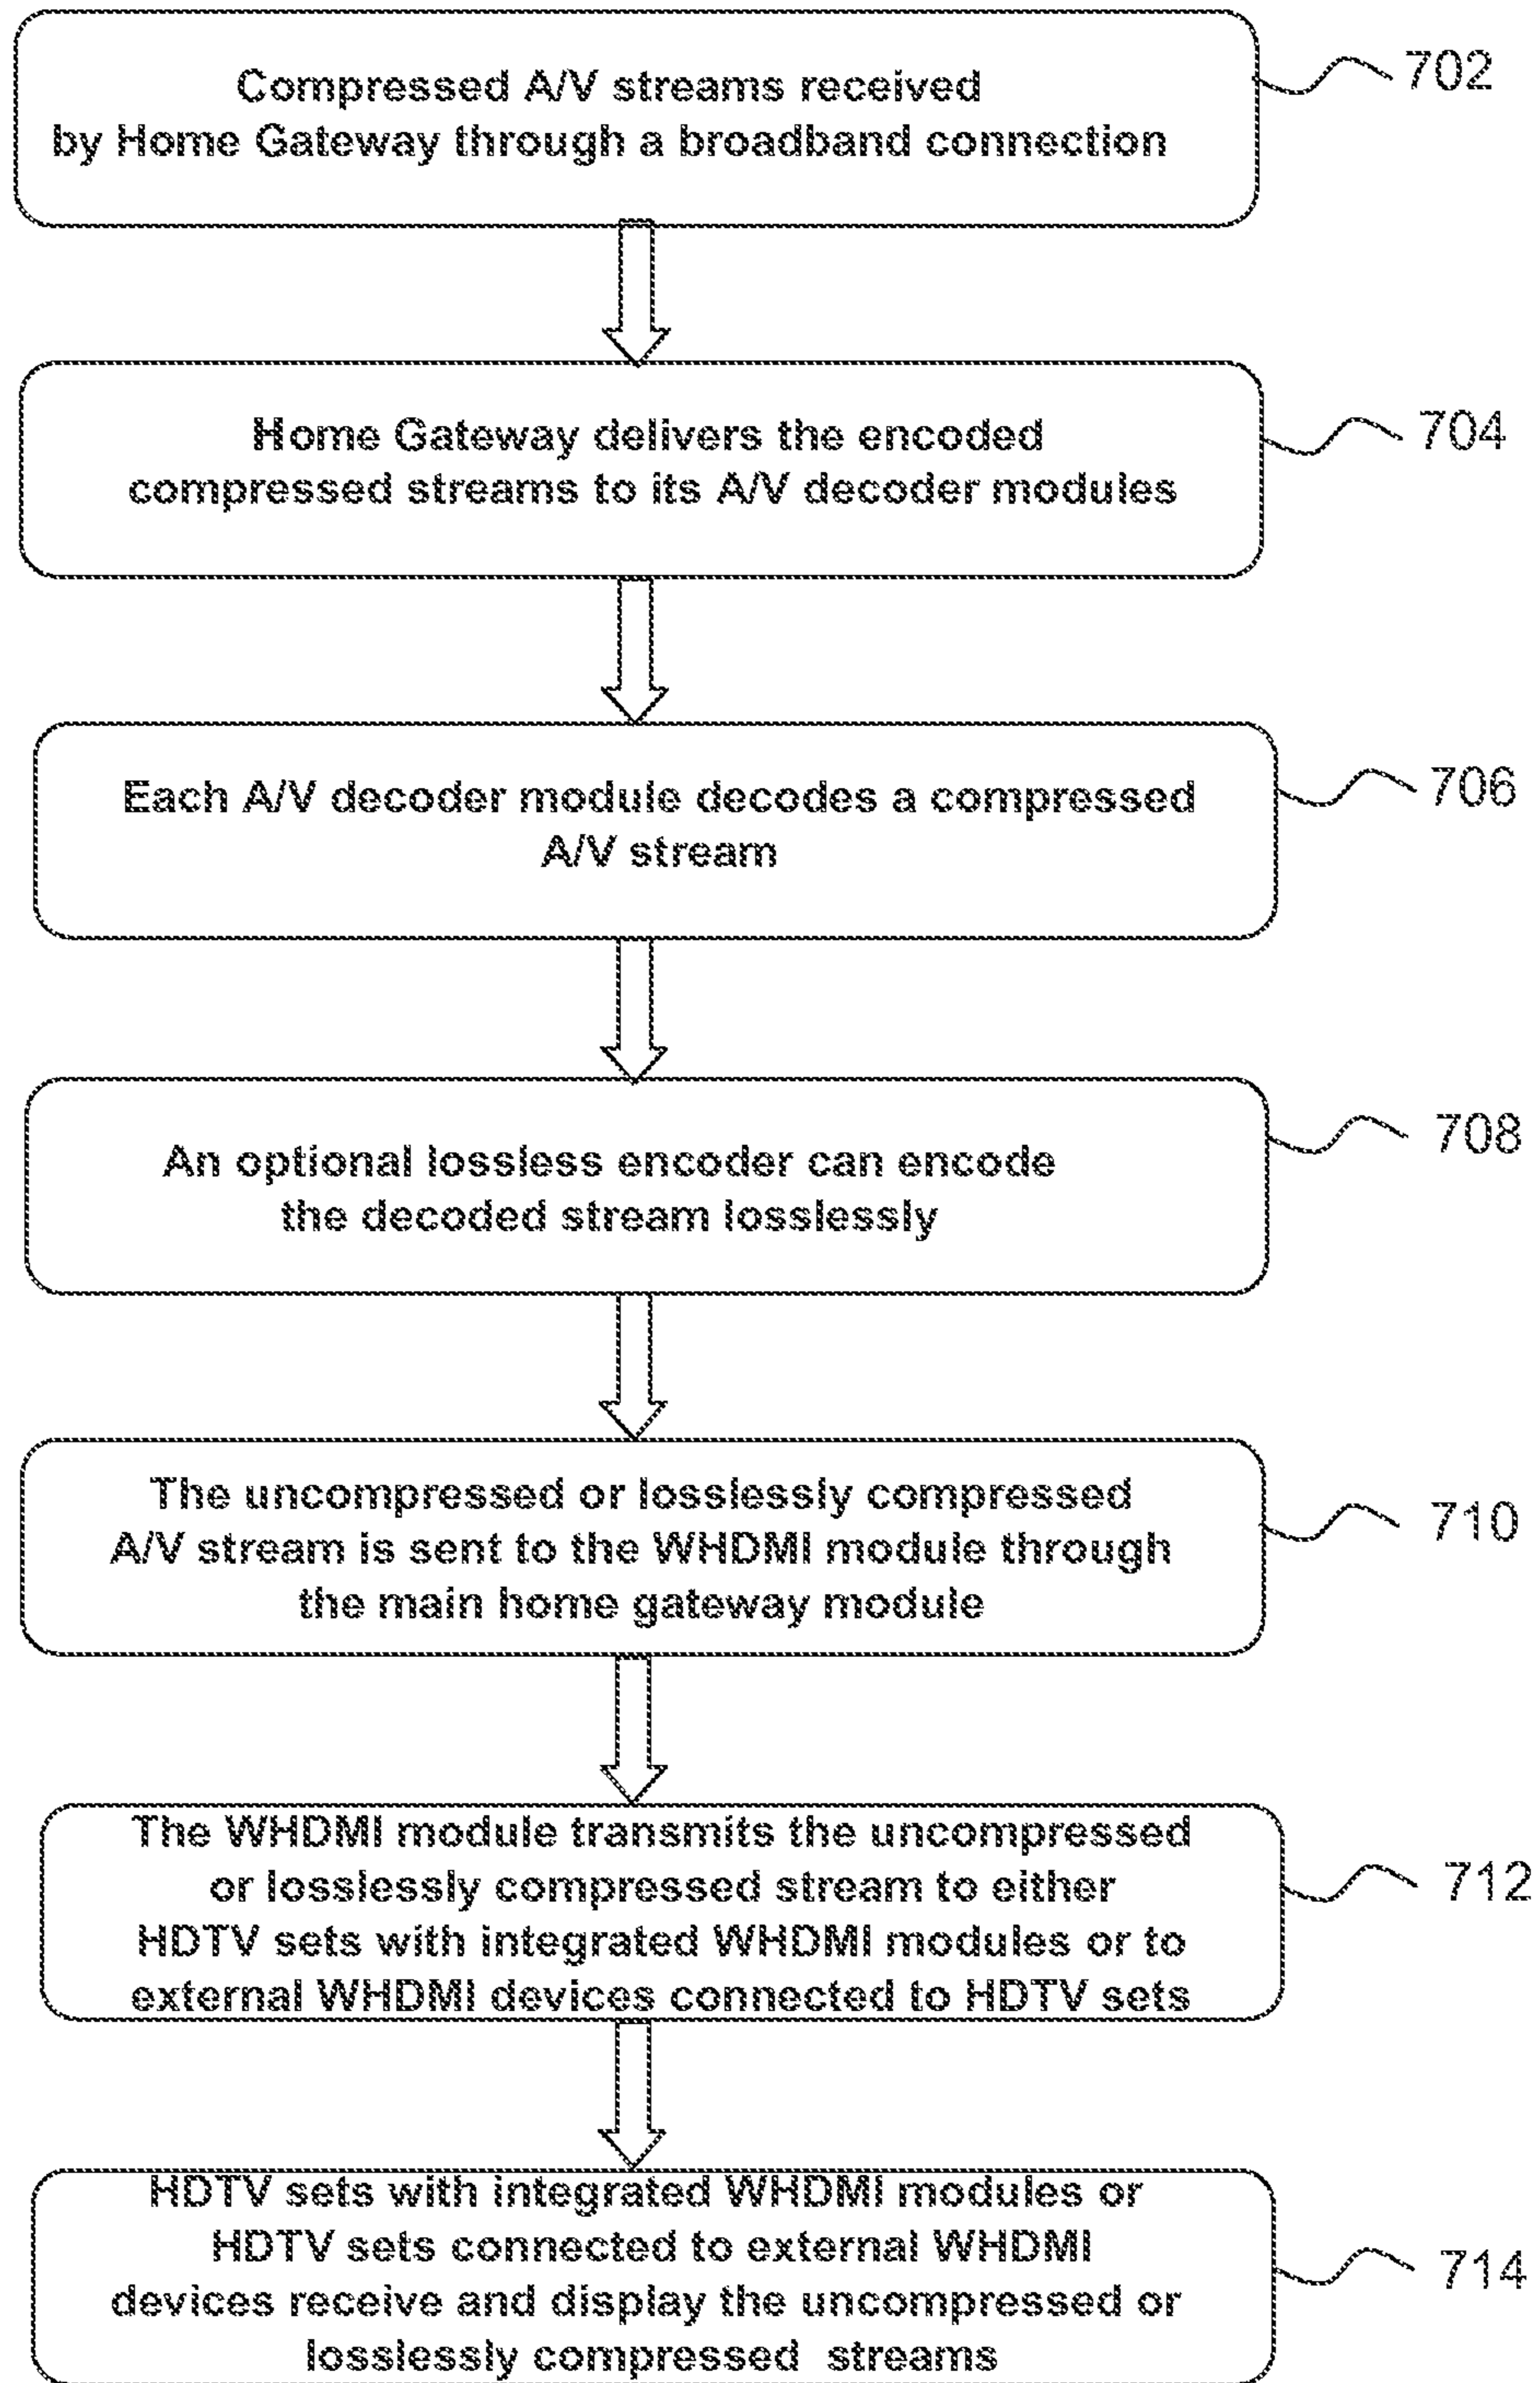 Compressed A/V streams received
by Home Gateway through a broadband connection
702
Home Gateway delivers the encoded
compressed streams to its A/V decoder modules
704
Each A/V decoder module decodes a compressed
A/V stream
706
An optional lossless encoder can encode
the decoded stream losslessly
708
The uncompressed or losslessly compressed
A/V stream is sent to the WHDMI module through
the main home gateway module
710
The WHDMI module transmits the uncompressed
or losslessly compressed stream to either
HDTV sets with integrated WHDMI modules or to
external WHDMI devices connected to HDTV sets
712
HDTV sets with integrated WHDMI modules or
HDTV sets connected to external WHDMI
devices receive and display the uncompressed or
losslessly compressed streams
714